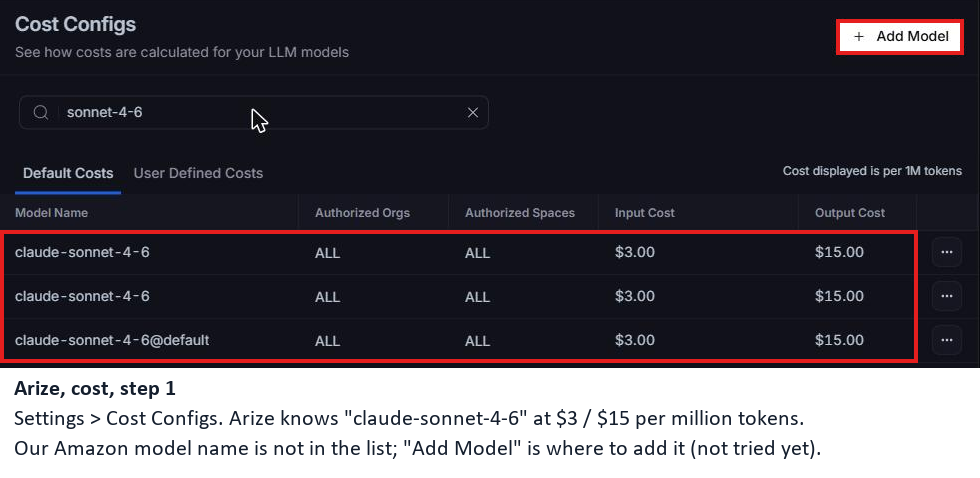 Cost Configs
+ Add Model
See how costs are calculated for your LLM models
sonnet-4-6
Default Costs User Defined Costs Cost displayed is per 1M tokens
Model Name Authorized Orgs Authorized Spaces Input Cost Output Cost
claude-sonnet-4-6 ALL ALL $3.00 $15.00
claude-sonnet-4-6 ALL ALL $3.00 $15.00
claude-sonnet-4-6@default ALL ALL $3.00 $15.00
Arize, cost, step 1
Settings > Cost Configs. Arize knows "claude-sonnet-4-6" at $3 / $15 per million tokens.
Our Amazon model name is not in the list; "Add Model" is where to add it (not tried yet).